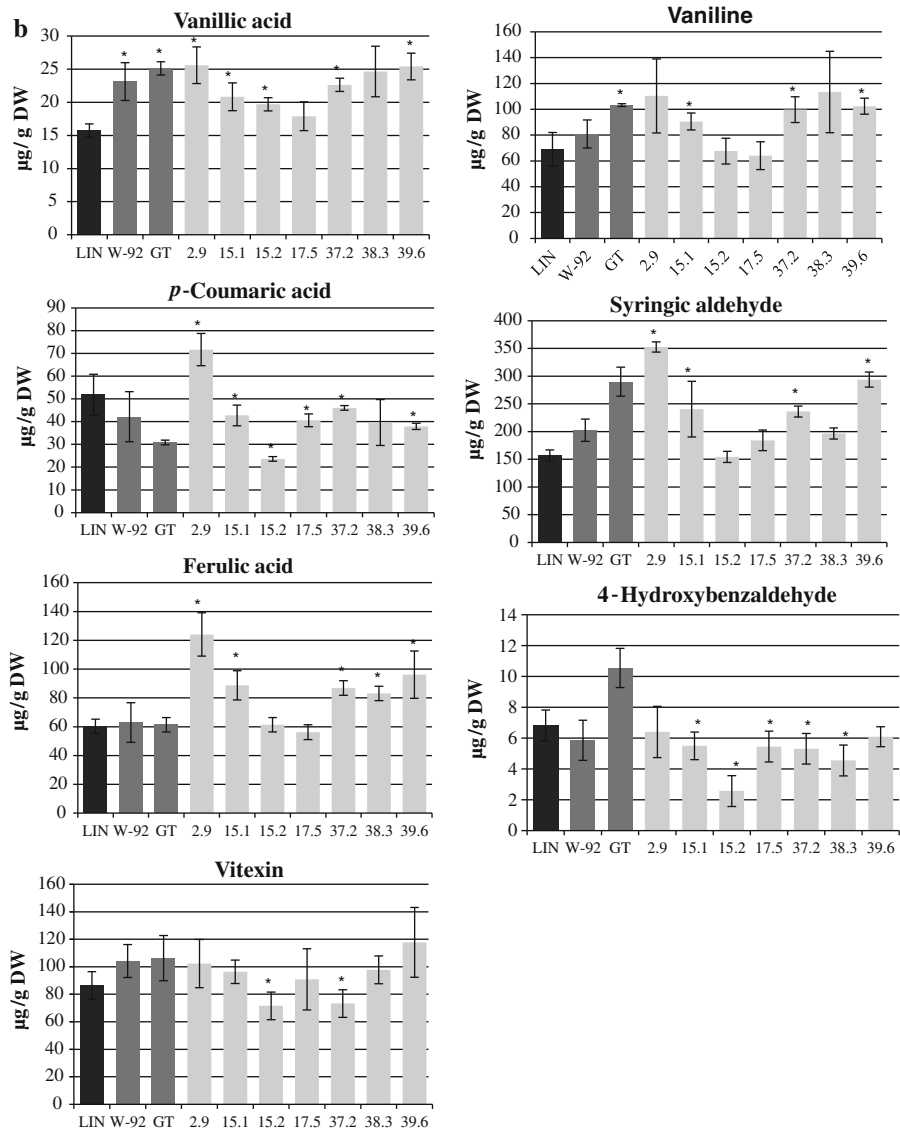 b
Vanillic acid
µg/g DW
30
25
20
15
10
5
0
* * * * * * *
LIN W-92 GT 2.9 15.1 15.2 17.5 37.2 38.3 39.6
Vaniline
µg/g DW
160
140
120
100
80
60
40
20
0
* * * *
LIN W-92 GT 2.9 15.1 15.2 17.5 37.2 38.3 39.6
p-Coumaric acid
µg/g DW
90
80
70
60
50
40
30
20
10
0
* * * * * *
LIN W-92 GT 2.9 15.1 15.2 17.5 37.2 38.3 39.6
Syringic aldehyde
µg/g DW
400
350
300
250
200
150
100
50
0
* * * *
LIN W-92 GT 2.9 15.1 15.2 17.5 37.2 38.3 39.6
Ferulic acid
µg/g DW
160
140
120
100
80
60
40
20
0
* * * * *
LIN W-92 GT 2.9 15.1 15.2 17.5 37.2 38.3 39.6
4-Hydroxybenzaldehyde
µg/g DW
14
12
10
8
6
4
2
0
* * * * *
LIN W-92 GT 2.9 15.1 15.2 17.5 37.2 38.3 39.6
Vitexin
µg/g DW
160
140
120
100
80
60
40
20
0
* *
LIN W-92 GT 2.9 15.1 15.2 17.5 37.2 38.3 39.6